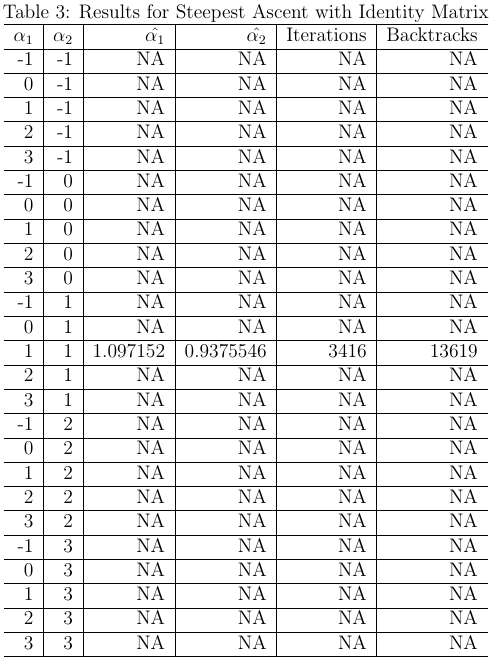 Table 3: Results for Steepest Ascent with Identity Matrix
α₁ α₂ α̂₁ α̂₂ Iterations Backtracks
-1 -1 NA NA NA NA
0 -1 NA NA NA NA
1 -1 NA NA NA NA
2 -1 NA NA NA NA
3 -1 NA NA NA NA
-1 0 NA NA NA NA
0 0 NA NA NA NA
1 0 NA NA NA NA
2 0 NA NA NA NA
3 0 NA NA NA NA
-1 1 NA NA NA NA
0 1 NA NA NA NA
1 1 1.097152 0.9375546 3416 13619
2 1 NA NA NA NA
3 1 NA NA NA NA
-1 2 NA NA NA NA
0 2 NA NA NA NA
1 2 NA NA NA NA
2 2 NA NA NA NA
3 2 NA NA NA NA
-1 3 NA NA NA NA
0 3 NA NA NA NA
1 3 NA NA NA NA
2 3 NA NA NA NA
3 3 NA NA NA NA